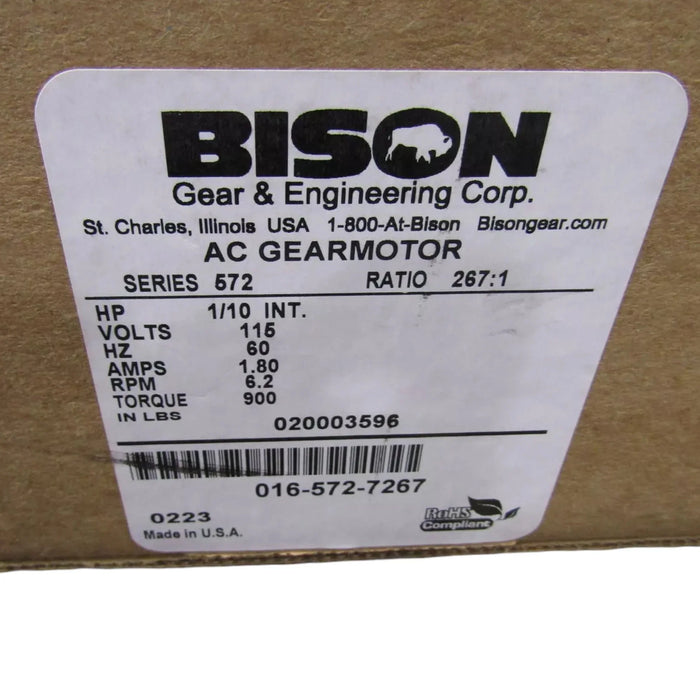 BISON
Gear & Engineering Corp.
St. Charles, Illinois USA 1-800-At-Bison Bisongear.com
AC GEARMOTOR
SERIES 572 RATIO 267:1
HP 1/10 INT.
VOLTS 115
HZ 60
AMPS 1.80
RPM 6.2
TORQUE 900
IN LBS
020003596
016-572-7267
0223
RoHS
Compliant
Made in U.S.A.